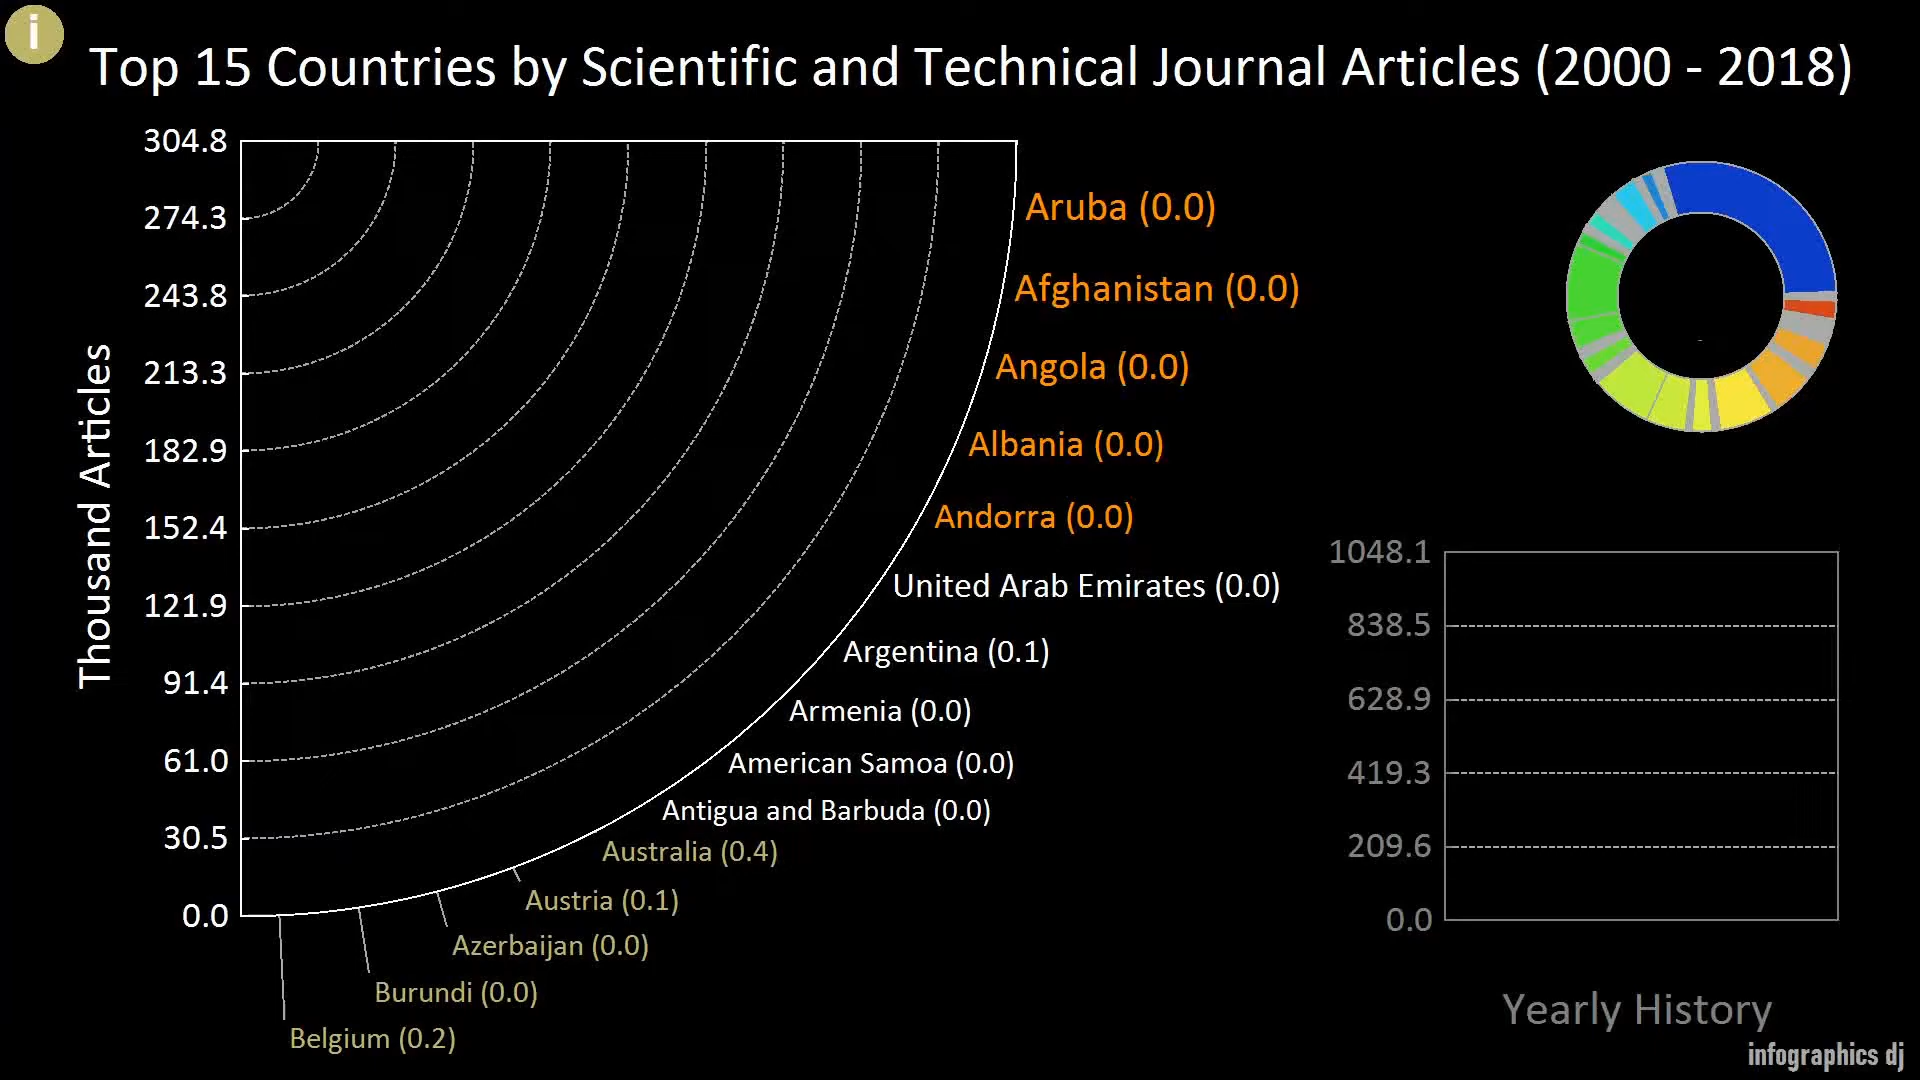 i
Top 15 Countries by Scientific and Technical Journal Articles (2000 - 2018)
Thousand Articles
304.8
274.3
243.8
213.3
182.9
152.4
121.9
91.4
61.0
30.5
0.0
Aruba (0.0)
Afghanistan (0.0)
Angola (0.0)
Albania (0.0)
Andorra (0.0)
United Arab Emirates (0.0)
Argentina (0.1)
Armenia (0.0)
American Samoa (0.0)
Antigua and Barbuda (0.0)
Australia (0.4)
Austria (0.1)
Azerbaijan (0.0)
Burundi (0.0)
Belgium (0.2)
1048.1
838.5
628.9
419.3
209.6
0.0
Yearly History
infographics dj